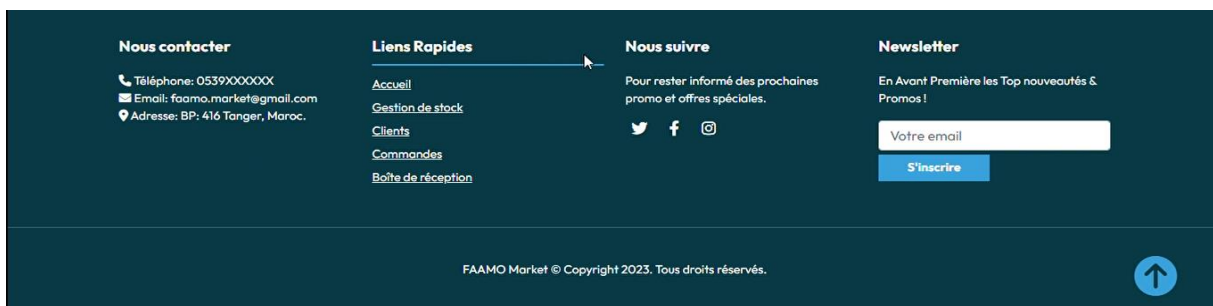 Nous contacter
Téléphone: 0539XXXXXX
Email: faamo.market@gmail.com
Adresse: BP: 416 Tanger, Maroc.
Liens Rapides
Accueil
Gestion de stock
Clients
Commandes
Boîte de réception
Nous suivre
Pour rester informé des prochaines
promo et offres spéciales.
Newsletter
En Avant Première les Top nouveautés &
Promos !
Votre email
S'inscrire
FAAMO Market © Copyright 2023. Tous droits réservés.